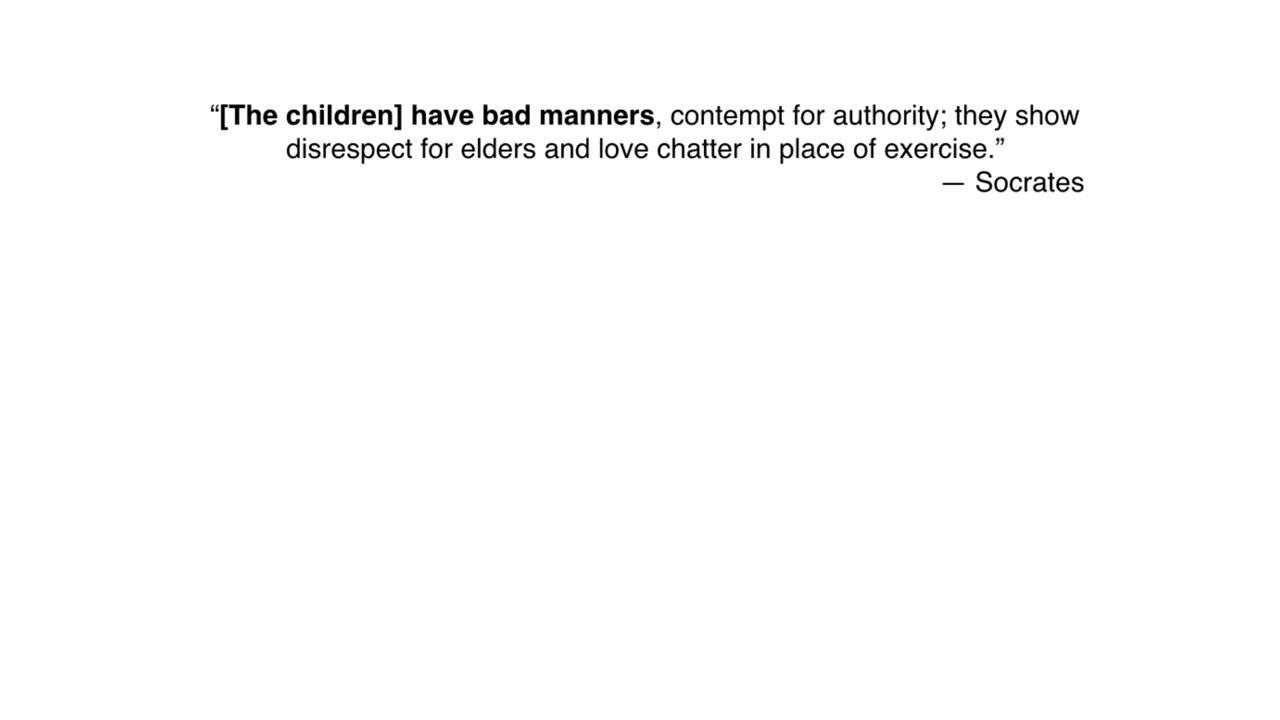 “[The children] have bad manners, contempt for authority; they show
disrespect for elders and love chatter in place of exercise.”
— Socrates